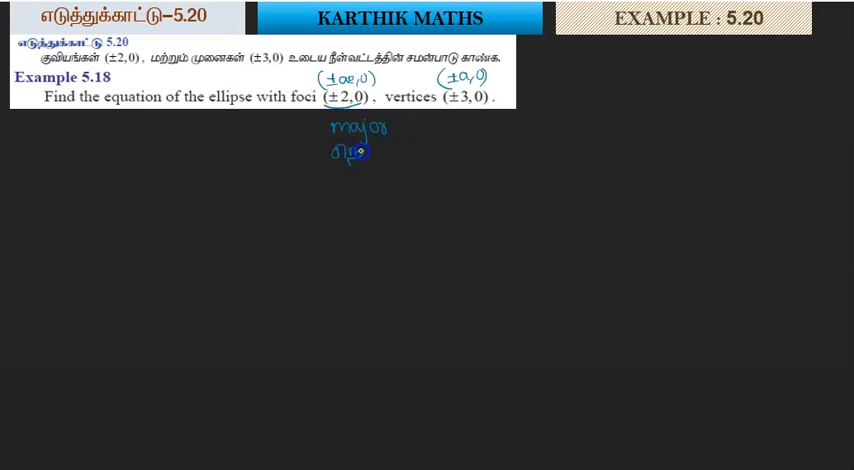 எடுத்துக்காட்டு–5.20
KARTHIK MATHS
EXAMPLE : 5.20
எடுத்துக்காட்டு 5.20
குவியங்கள் (±2,0), மற்றும் முனைகள் (±3,0) உடைய நீள்வட்டத்தின் சமன்பாடு காண்க.
(±ae,0) (±a,0)
Example 5.18
Find the equation of the ellipse with foci (±2,0), vertices (±3,0).
major